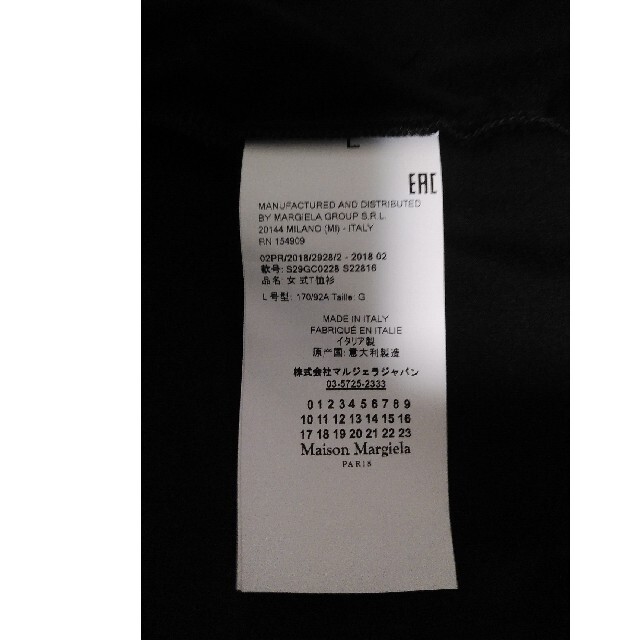 L
EAC
MANUFACTURED AND DISTRIBUTED
BY MARGIELA GROUP S.R.L.
20144 MILANO (MI) - ITALY
RN 154909
02PR/2018/2928/2 - 2018 02
款号: S29GC0228 S22816
品名: 女式T恤衫
L 号型: 170/92A Taille: G
MADE IN ITALY
FABRIQUÉ EN ITALIE
イタリア製
原产国: 意大利製造
株式会社マルジェラジャパン
03-5725-2333
0 1 2 3 4 5 6 7 8 9
10 11 12 13 14 15 16
17 18 19 20 21 22 23
Maison Margiela
PARIS